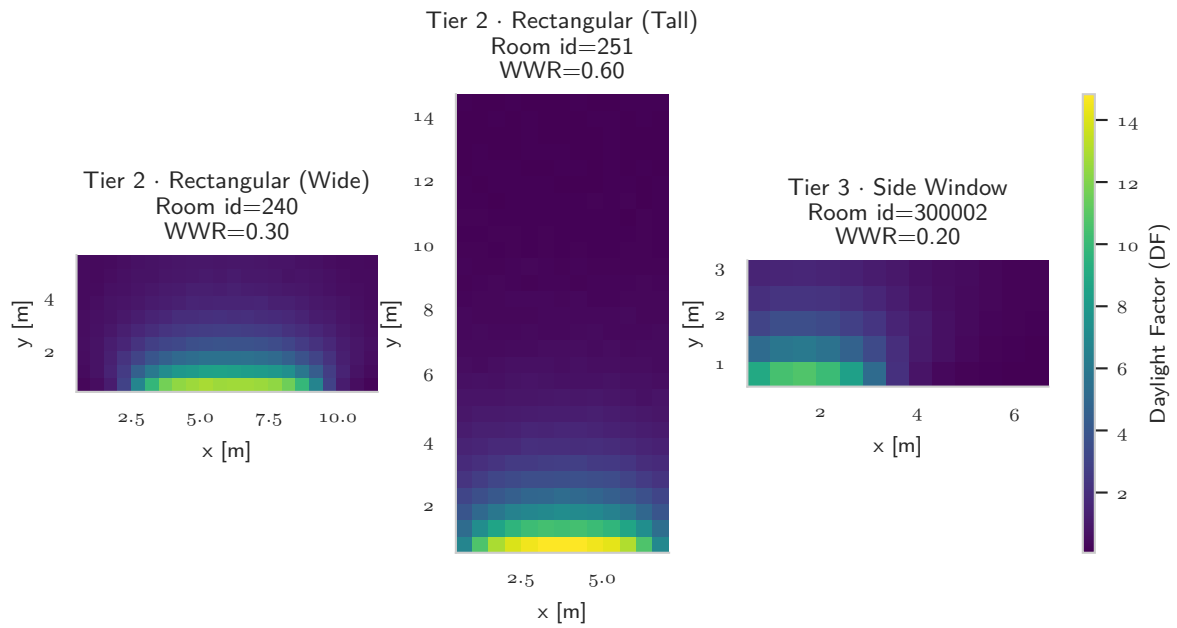 Tier 2 · Rectangular (Tall)
Room id=251
WWR=0.60
Tier 2 · Rectangular (Wide)
Room id=240
WWR=0.30
Tier 3 · Side Window
Room id=300002
WWR=0.20
y [m]
4
2
2.5 5.0 7.5 10.0
x [m]
y [m]
14
12
10
8
6
4
2
2.5 5.0
x [m]
y [m]
3
2
1
2 4 6
x [m]
14
12
10
8
6
4
2
Daylight Factor (DF)